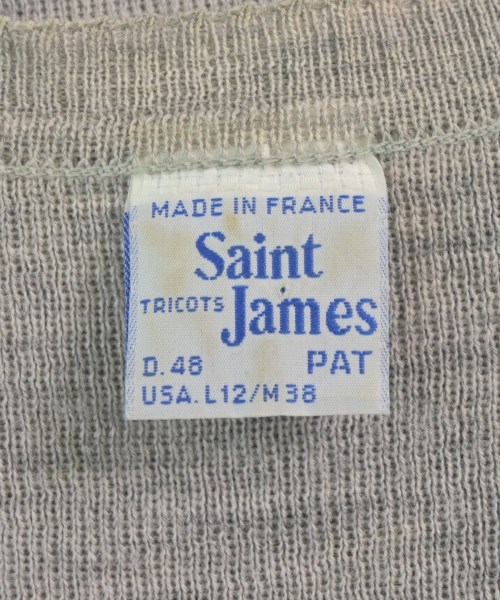 MADE IN FRANCE
Saint
TRICOTS James
D. 48 PAT
USA. L12/M38